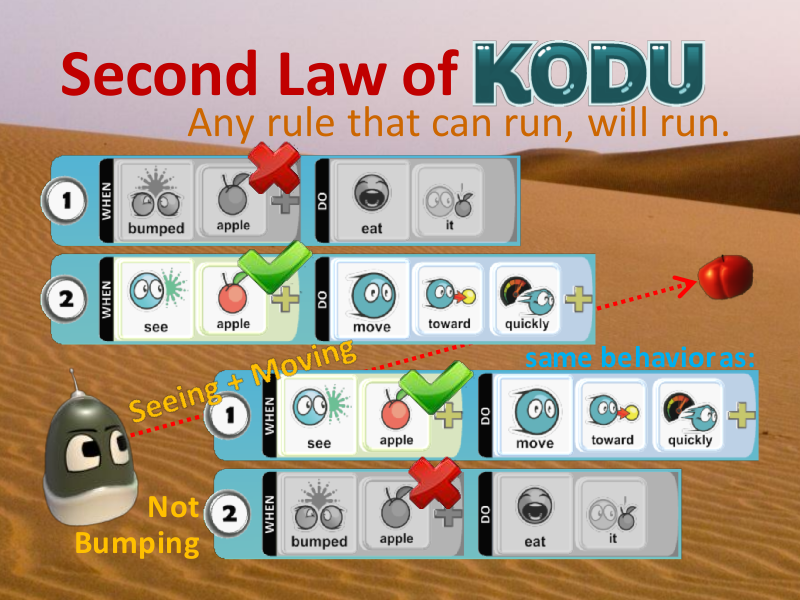 Second Law of KODU
Any rule that can run, will run.
1 WHEN bumped apple DO eat it
2 WHEN see apple DO move toward quickly
same behavior as:
Seeing + Moving
1 WHEN see apple DO move toward quickly
Not
Bumping
2 WHEN bumped apple DO eat it